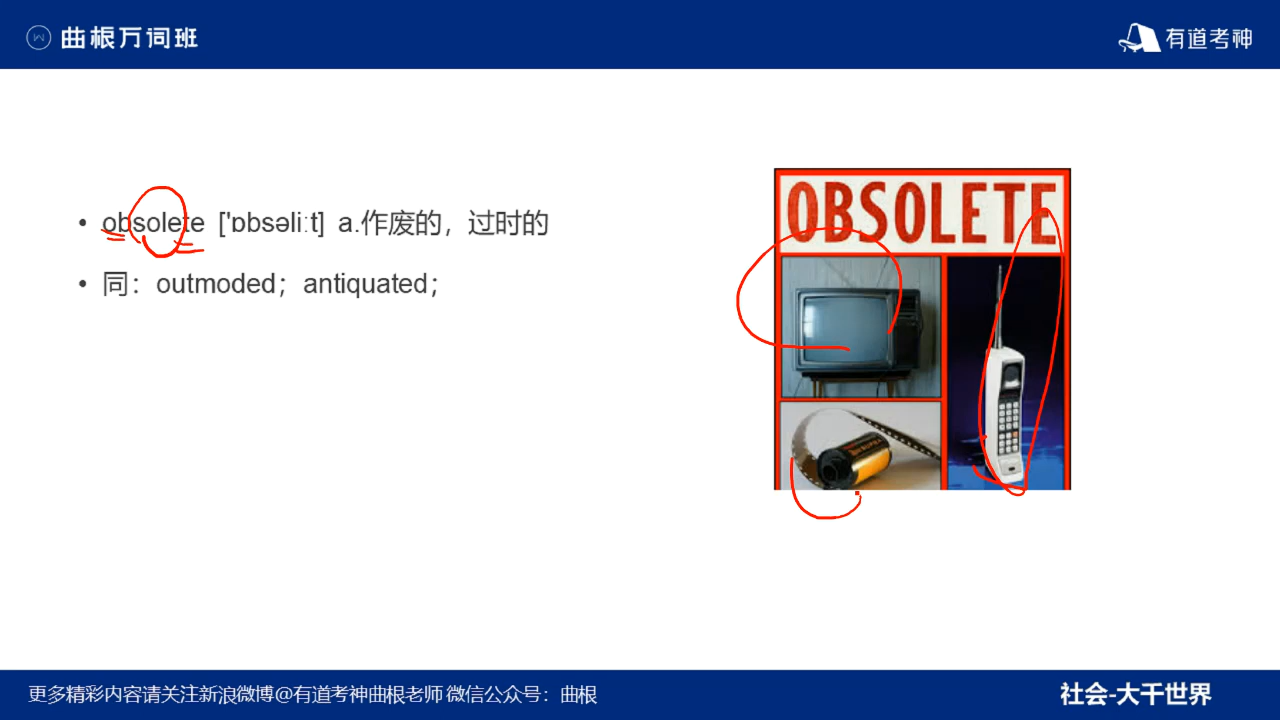 曲根万词班
有道考神
• obsolete ['ɒbsəliːt] a.作废的，过时的
• 同：outmoded；antiquated；
OBSOLETE
更多精彩内容请关注新浪微博@有道考神曲根老师 微信公众号：曲根
社会-大千世界